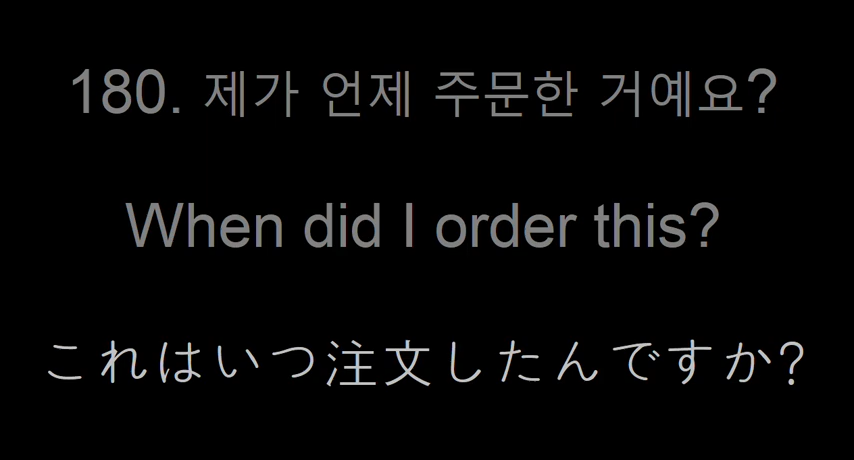 180. 제가 언제 주문한 거예요?
When did I order this?
これはいつ注文したんですか?